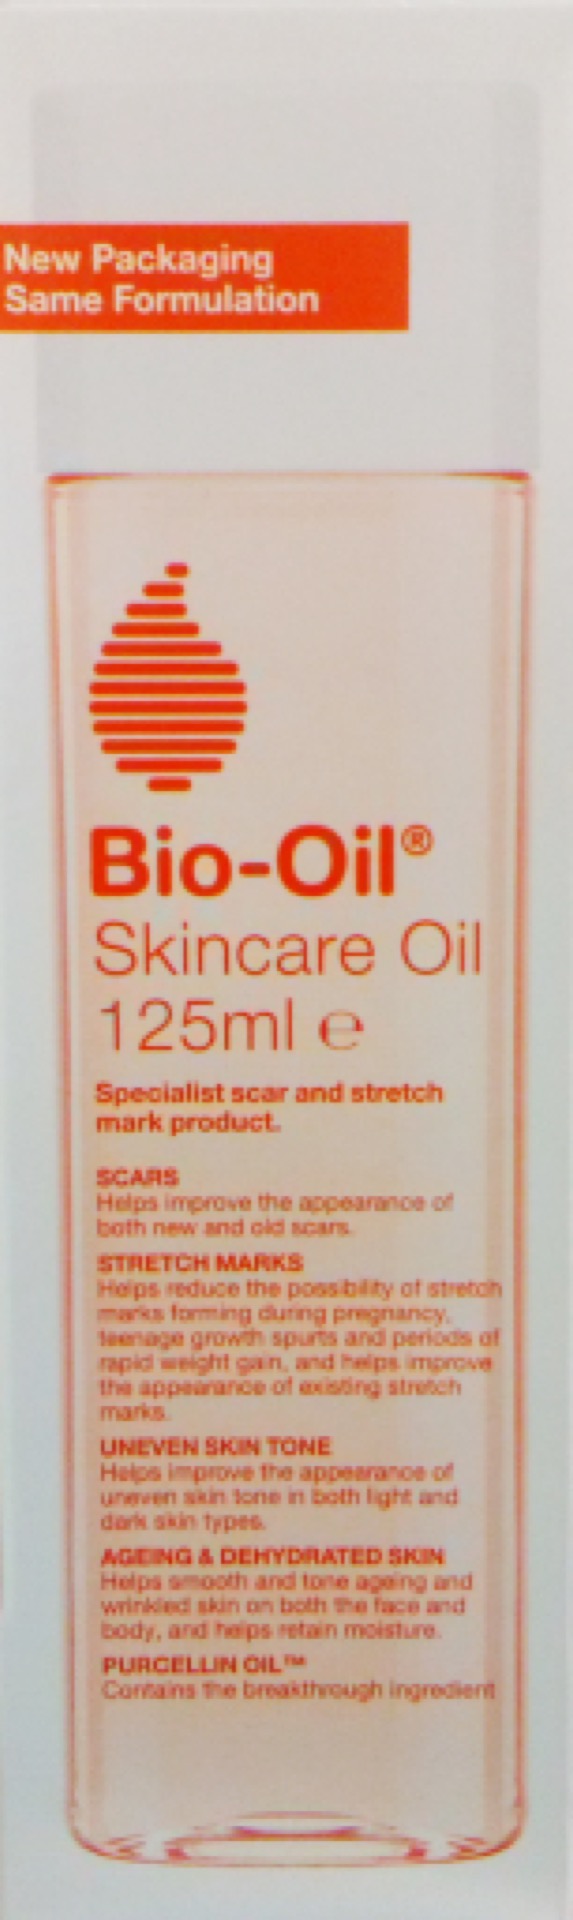 New Packaging
Same Formulation
Bio-Oil®
Skincare Oil
125ml ℮
Specialist scar and stretch
mark product.
SCARS
Helps improve the appearance of
both new and old scars.
STRETCH MARKS
Helps reduce the possibility of stretch
marks forming during pregnancy,
teenage growth spurts and periods of
rapid weight gain, and helps improve
the appearance of existing stretch
marks.
UNEVEN SKIN TONE
Helps improve the appearance of
uneven skin tone in both light and
dark skin types.
AGEING & DEHYDRATED SKIN
Helps smooth and tone ageing and
wrinkled skin on both the face and
body, and helps retain moisture.
PURCELLIN OIL™
Contains the breakthrough ingredient